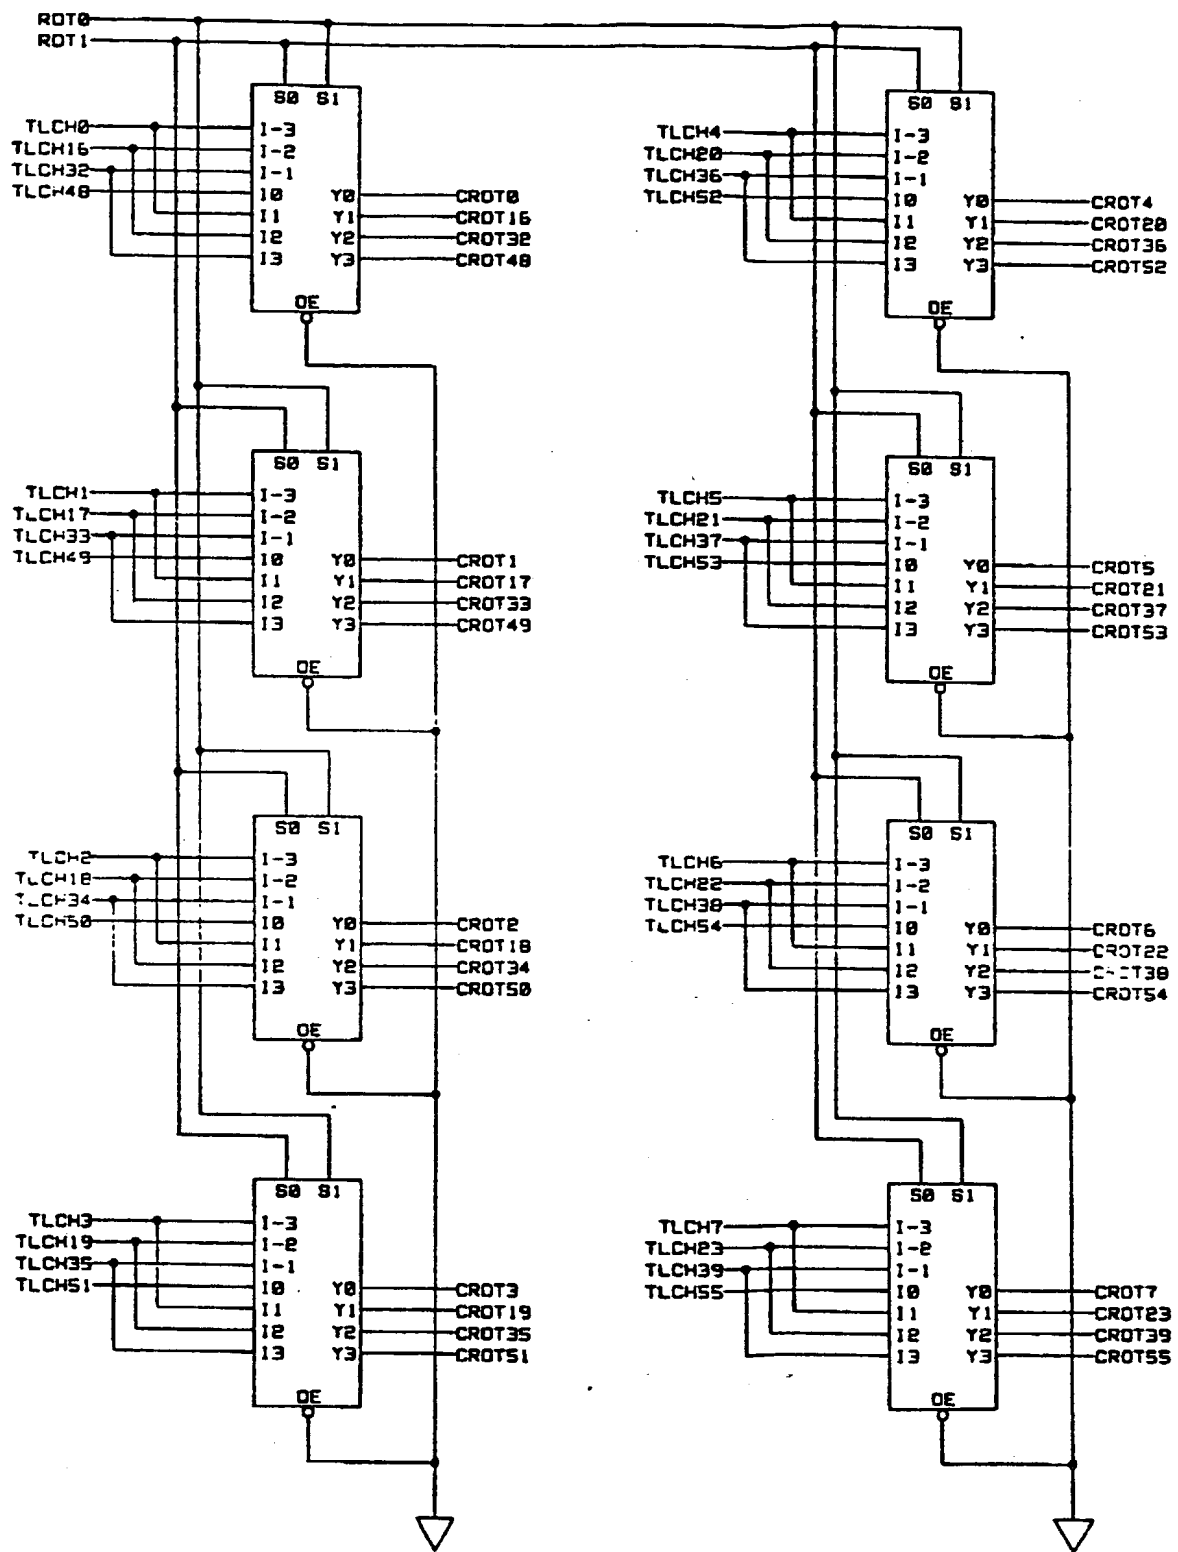 ROT0
ROT1
S0 S1
TLCH0 I-3
TLCH16 I-2
TLCH32 I-1
TLCH48 I0 Y0 CROT0
I1 Y1 CROT16
I2 Y2 CROT32
I3 Y3 CROT48
OE
S0 S1
TLCH1 I-3
TLCH17 I-2
TLCH33 I-1
TLCH49 I0 Y0 CROT1
I1 Y1 CROT17
I2 Y2 CROT33
I3 Y3 CROT49
OE
S0 S1
TLCH2 I-3
TLCH18 I-2
TLCH34 I-1
TLCH50 I0 Y0 CROT2
I1 Y1 CROT18
I2 Y2 CROT34
I3 Y3 CROT50
OE
S0 S1
TLCH3 I-3
TLCH19 I-2
TLCH35 I-1
TLCH51 I0 Y0 CROT3
I1 Y1 CROT19
I2 Y2 CROT35
I3 Y3 CROT51
OE
S0 S1
TLCH4 I-3
TLCH20 I-2
TLCH36 I-1
TLCH52 I0 Y0 CROT4
I1 Y1 CROT20
I2 Y2 CROT36
I3 Y3 CROT52
OE
S0 S1
TLCH5 I-3
TLCH21 I-2
TLCH37 I-1
TLCH53 I0 Y0 CROT5
I1 Y1 CROT21
I2 Y2 CROT37
I3 Y3 CROT53
OE
S0 S1
TLCH6 I-3
TLCH22 I-2
TLCH38 I-1
TLCH54 I0 Y0 CROT6
I1 Y1 CROT22
I2 Y2 CROT38
I3 Y3 CROT54
OE
S0 S1
TLCH7 I-3
TLCH23 I-2
TLCH39 I-1
TLCH55 I0 Y0 CROT7
I1 Y1 CROT23
I2 Y2 CROT39
I3 Y3 CROT55
OE